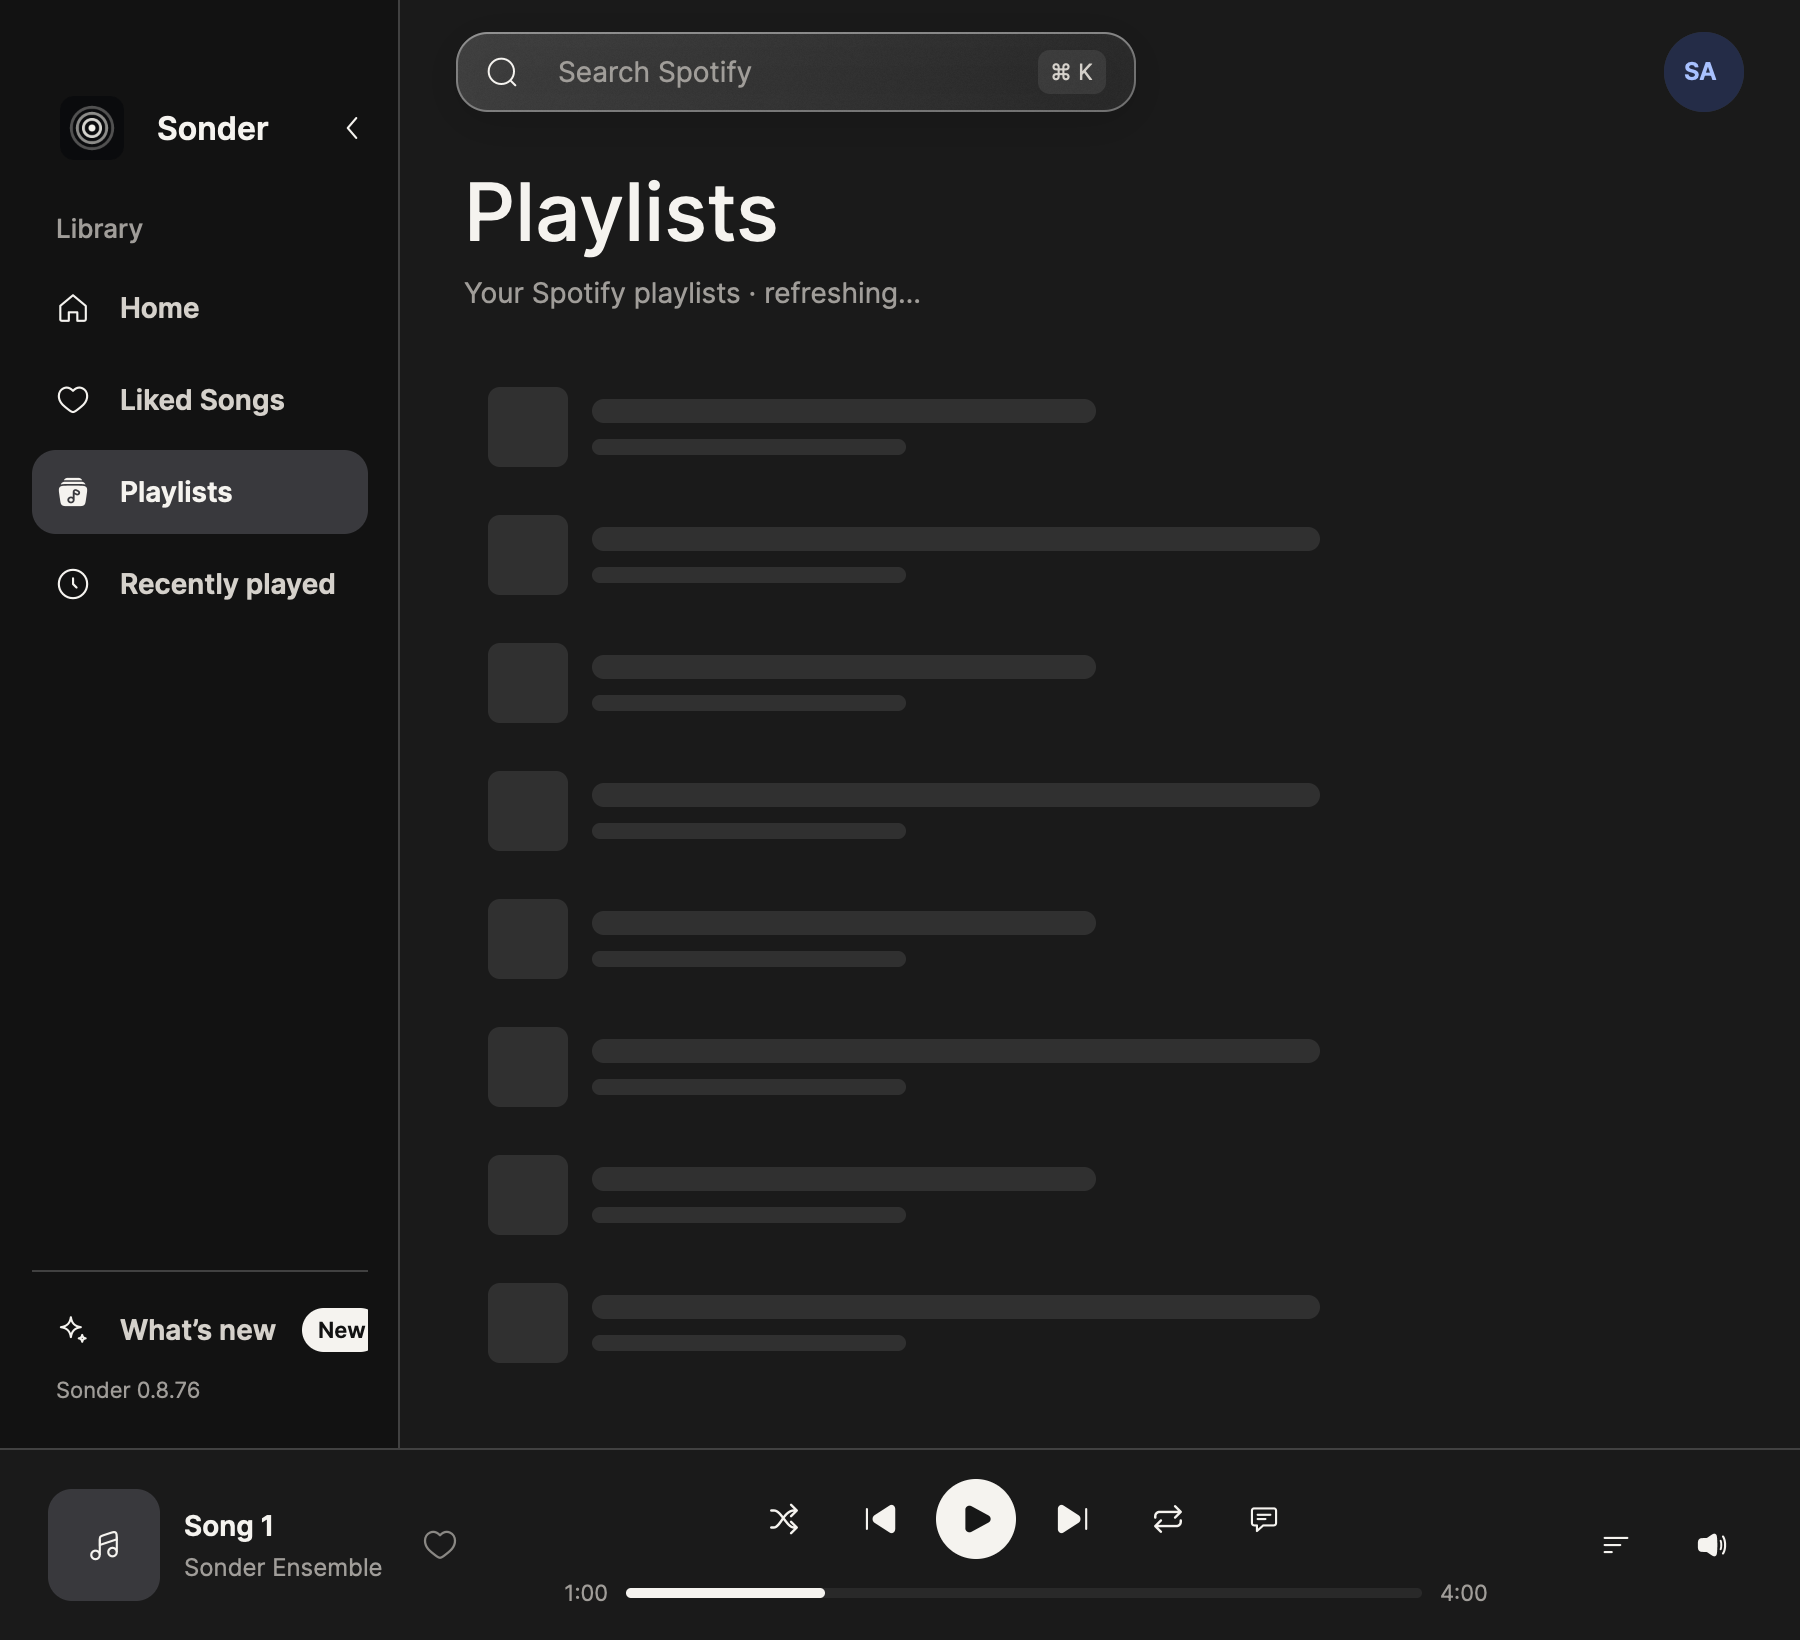 Search Spotify
⌘ K
SA
Sonder
Library
Home
Liked Songs
Playlists
Recently played
Playlists
Your Spotify playlists · refreshing...
What’s new
New
Sonder 0.8.76
Song 1
Sonder Ensemble
1:00
4:00